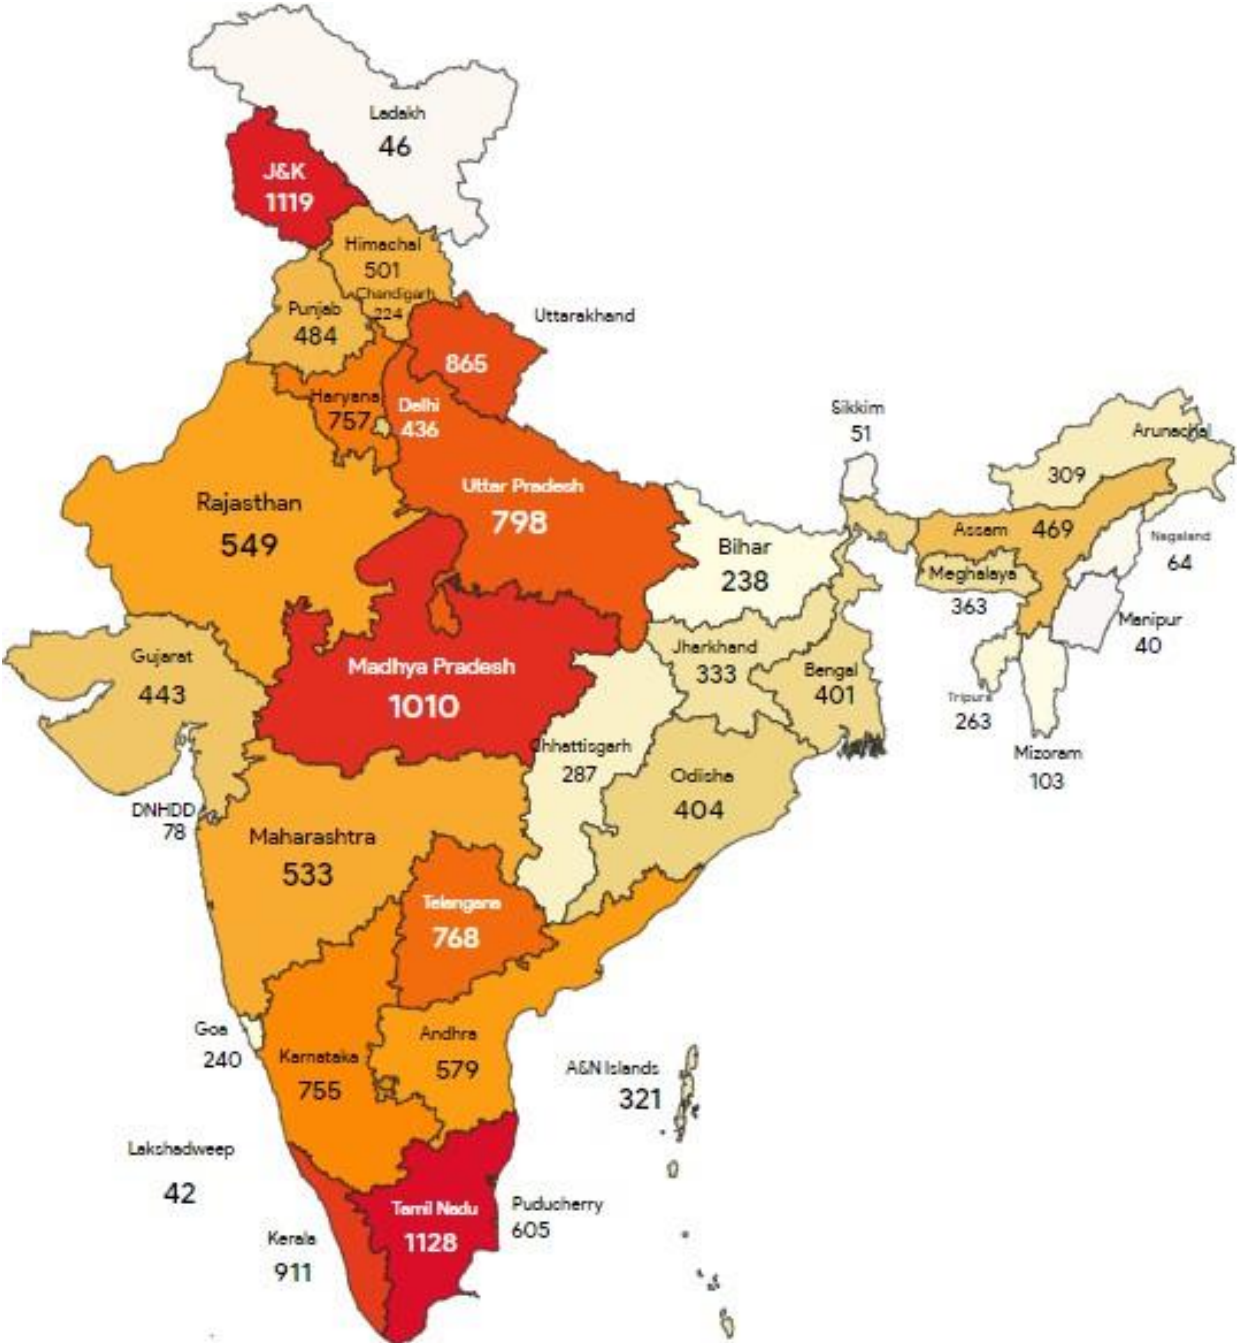 Ladakh
46
J&K
1119
Himachal
501
Chandigarh
224
Punjab
484
Uttarakhand
865
Haryana
757
Delhi
436
Sikkim
51
Arunachal
309
Rajasthan
549
Uttar Pradesh
798
Bihar
238
Assam 469
Nagaland
64
Meghalaya
363
Manipur
40
Gujarat
443
Madhya Pradesh
1010
Jharkhand
333
Bengal
401
Tripura
263
Mizoram
103
Chhattisgarh
287
Odisha
404
DNHDD
78
Maharashtra
533
Telangana
768
Goa
240
Karnataka
755
Andhra
579
A&N Islands
321
Lakshadweep
42
Kerala
911
Tamil Nadu
1128
Puducherry
605